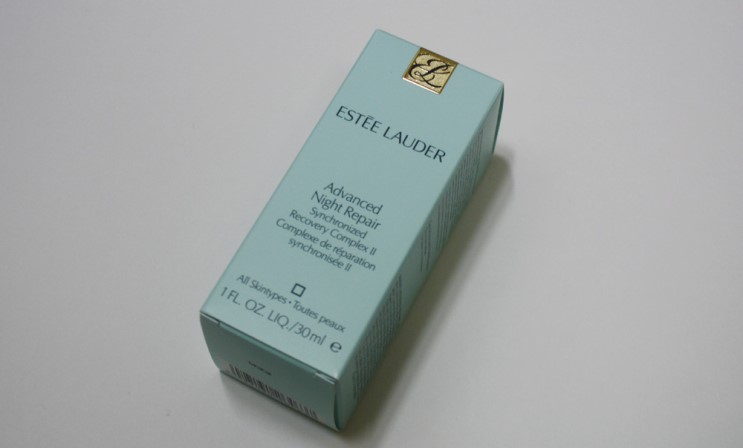 EL
ESTĒE LAUDER
Advanced
Night Repair
Synchronized
Recovery Complex II
Complexe de réparation
synchronisée II
All Skintypes • Toutes peaux
1 FL. OZ. LIQ./30ml e